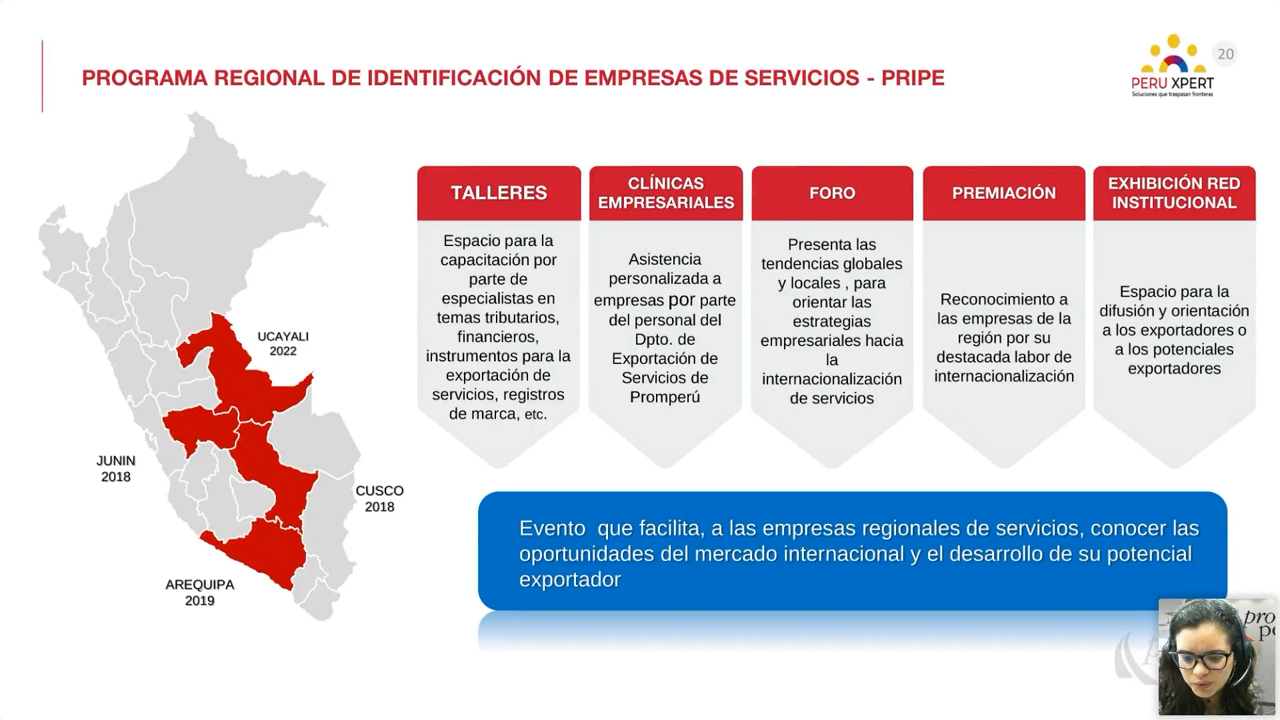 PROGRAMA REGIONAL DE IDENTIFICACIÓN DE EMPRESAS DE SERVICIOS - PRIPE
PERU XPERT
Soluciones que traspasan fronteras
20
UCAYALI
2022
JUNIN
2018
CUSCO
2018
AREQUIPA
2019
TALLERES
Espacio para la
capacitación por
parte de
especialistas en
temas tributarios,
financieros,
instrumentos para la
exportación de
servicios, registros
de marca, etc.
CLÍNICAS
EMPRESARIALES
Asistencia
personalizada a
empresas por parte
del personal del
Dpto. de
Exportación de
Servicios de
Promperú
FORO
Presenta las
tendencias globales
y locales , para
orientar las
estrategias
empresariales hacia
la
internacionalización
de servicios
PREMIACIÓN
Reconocimiento a
las empresas de la
región por su
destacada labor de
internacionalización
EXHIBICIÓN RED
INSTITUCIONAL
Espacio para la
difusión y orientación
a los exportadores o
a los potenciales
exportadores
Evento que facilita, a las empresas regionales de servicios, conocer las
oportunidades del mercado internacional y el desarrollo de su potencial
exportador